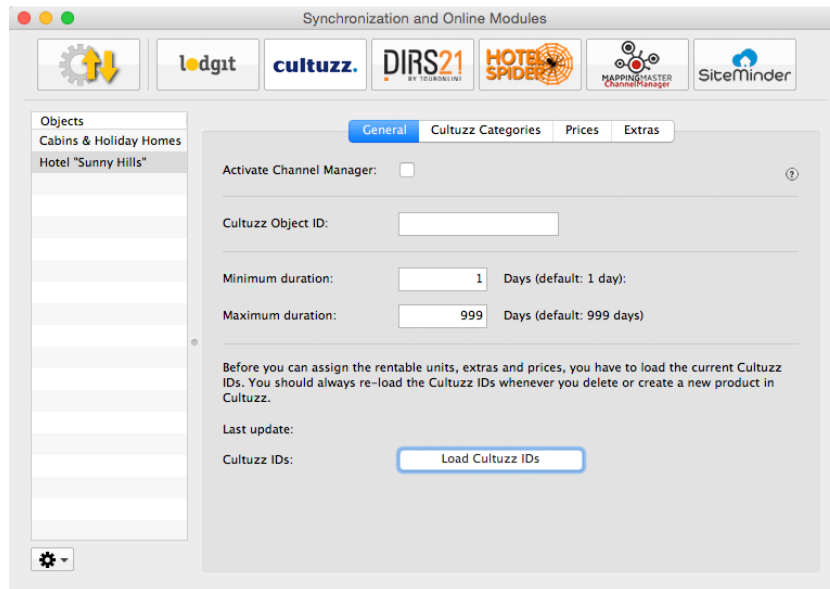 Synchronization and Online Modules
lodgit
cultuzz.
DIRS21
BY TOURONLINE
HOTEL
SPIDER
MAPPINGMASTER
ChannelManager
SiteMinder
Objects
Cabins & Holiday Homes
Hotel "Sunny Hills"
General
Cultuzz Categories
Prices
Extras
Activate Channel Manager:
?
Cultuzz Object ID:
Minimum duration:
1
Days (default: 1 day):
Maximum duration:
999
Days (default: 999 days)
Before you can assign the rentable units, extras and prices, you have to load the current Cultuzz
IDs. You should always re-load the Cultuzz IDs whenever you delete or create a new product in
Cultuzz.
Last update:
Cultuzz IDs:
Load Cultuzz IDs